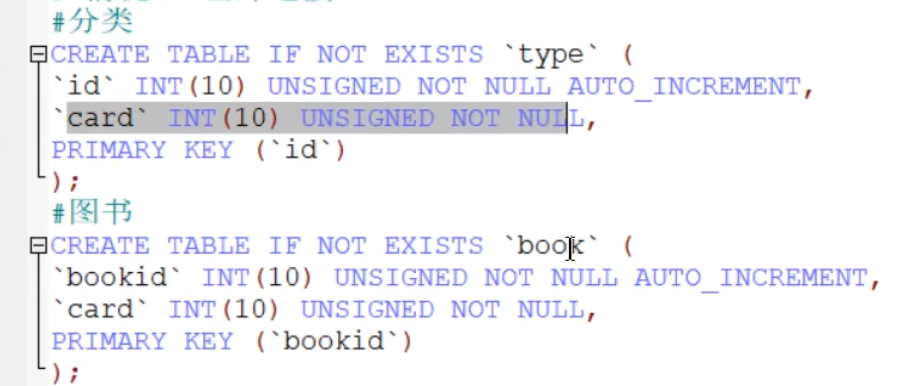 #分类
CREATE TABLE IF NOT EXISTS `type` (
`id` INT(10) UNSIGNED NOT NULL AUTO_INCREMENT,
`card` INT(10) UNSIGNED NOT NULL,
PRIMARY KEY (`id`)
);
#图书
CREATE TABLE IF NOT EXISTS `book` (
`bookid` INT(10) UNSIGNED NOT NULL AUTO_INCREMENT,
`card` INT(10) UNSIGNED NOT NULL,
PRIMARY KEY (`bookid`)
);